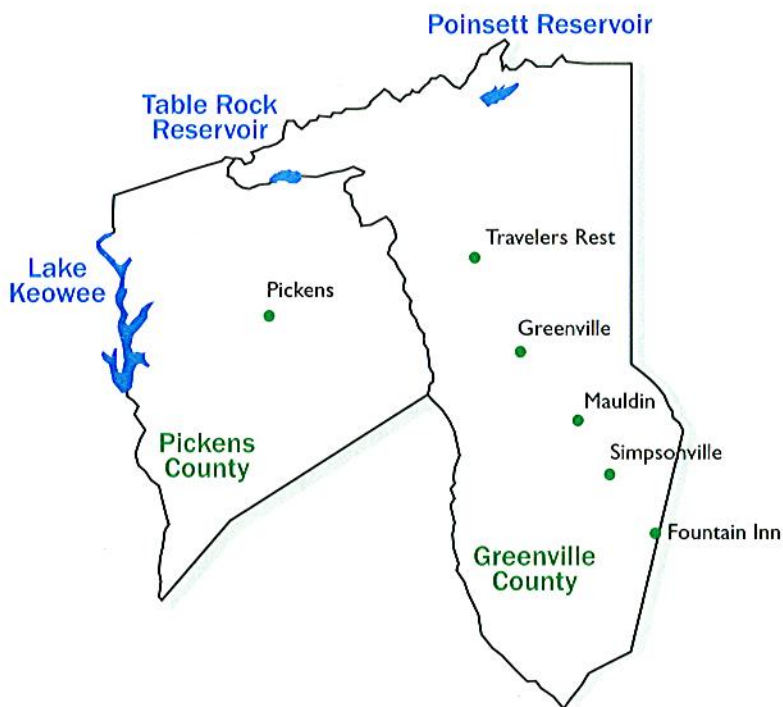 Poinsett Reservoir
Table Rock
Reservoir
Travelers Rest
Lake
Keowee
Pickens
Greenville
Mauldin
Pickens
County
Simpsonville
Fountain Inn
Greenville
County